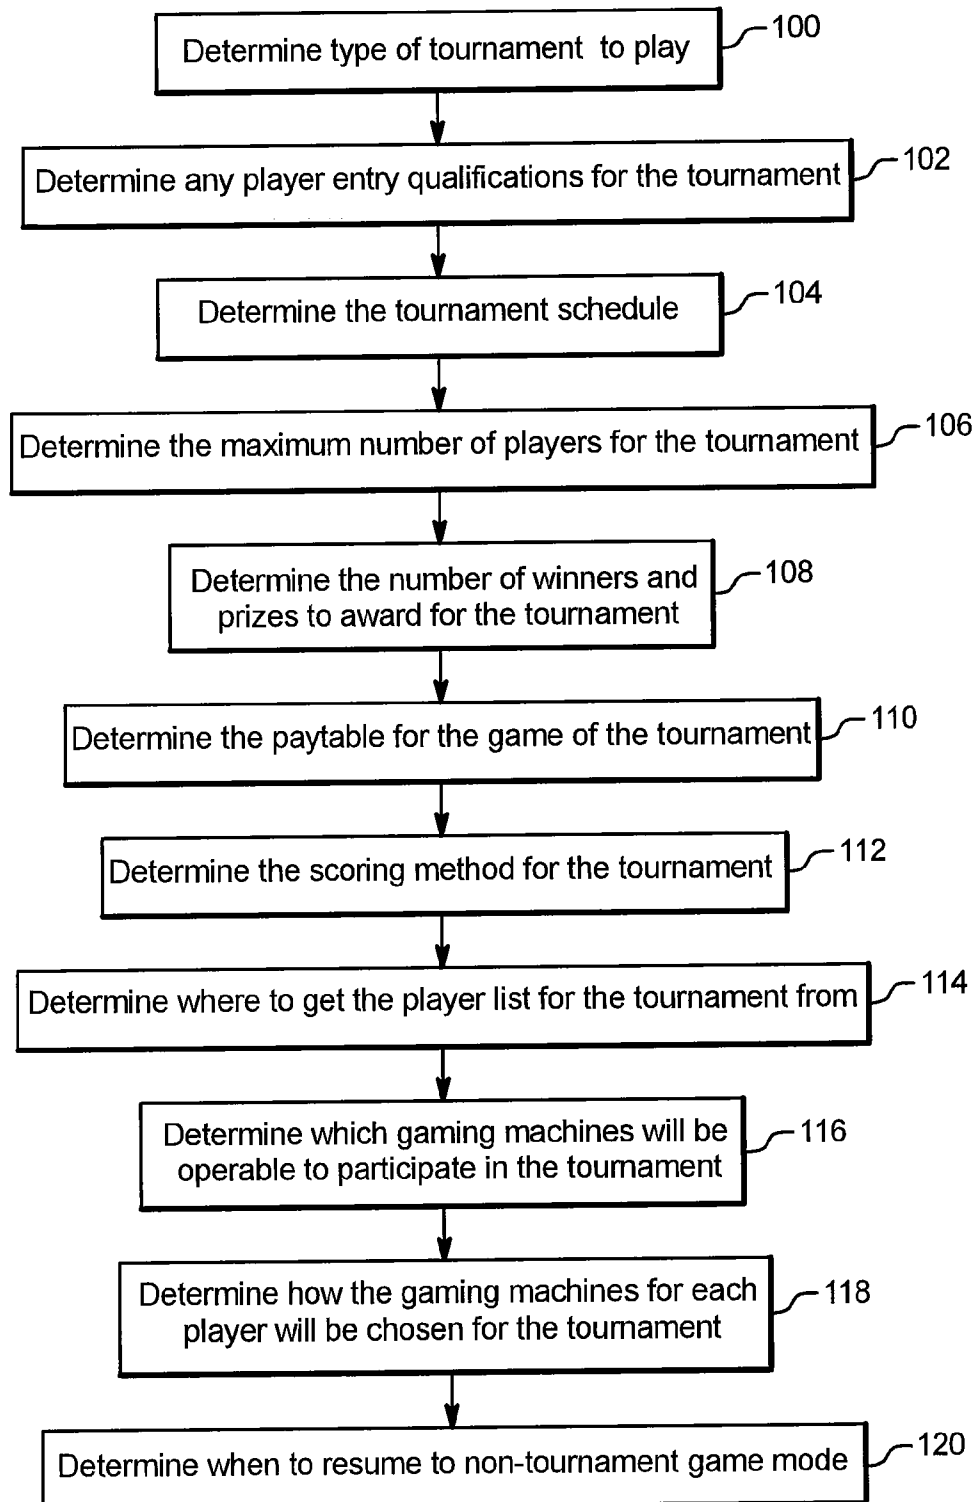 Determine type of tournament to play
100
Determine any player entry qualifications for the tournament
102
Determine the tournament schedule
104
Determine the maximum number of players for the tournament
106
Determine the number of winners and
prizes to award for the tournament
108
Determine the paytable for the game of the tournament
110
Determine the scoring method for the tournament
112
Determine where to get the player list for the tournament from
114
Determine which gaming machines will be
operable to participate in the tournament
116
Determine how the gaming machines for each
player will be chosen for the tournament
118
Determine when to resume to non-tournament game mode
120